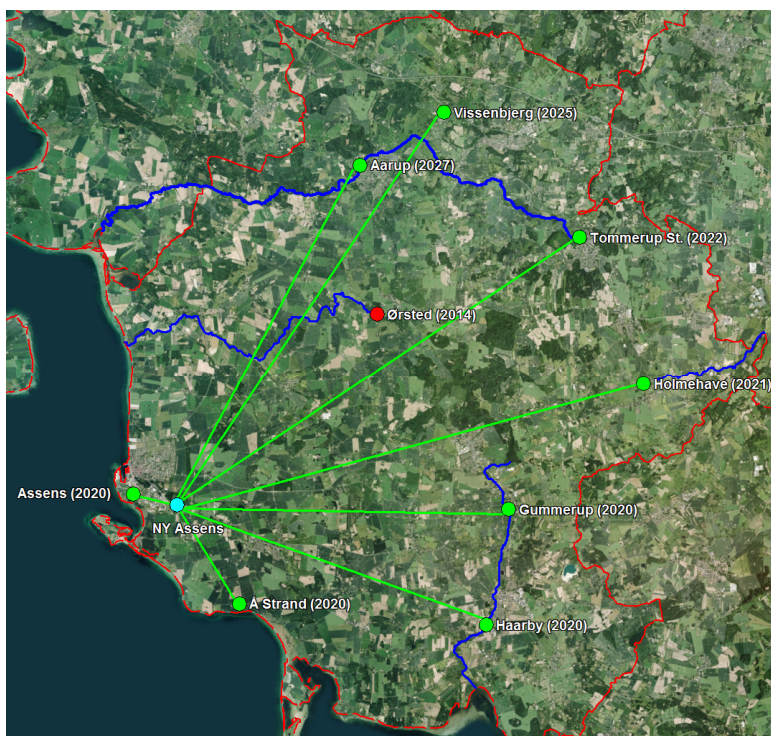 Vissenbjerg (2025)
Aarup (2027)
Tommerup St. (2022)
Ørsted (2014)
Holmehave (2021)
Assens (2020)
NY Assens
Gummerup (2020)
Å Strand (2020)
Haarby (2020)